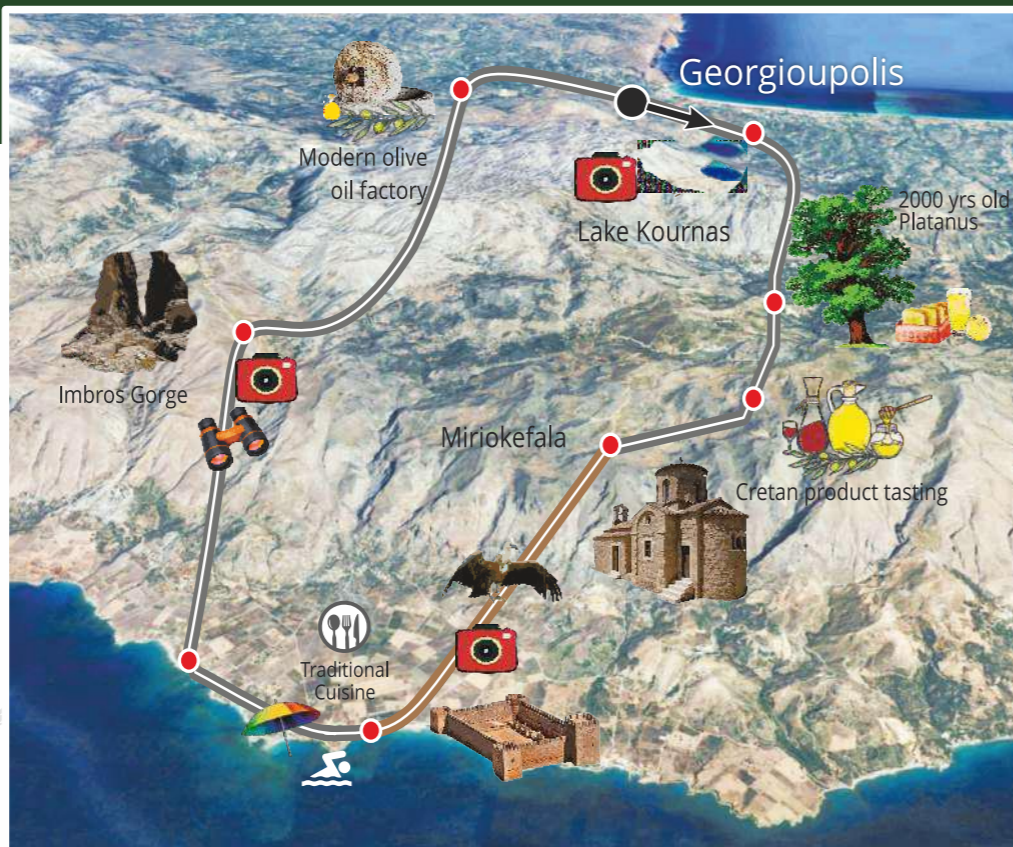 Georgioupolis
Modern olive
oil factory
Lake Kournas
2000 yrs old
Platanus
Imbros Gorge
Miriokefala
Cretan product tasting
Traditional
Cuisine